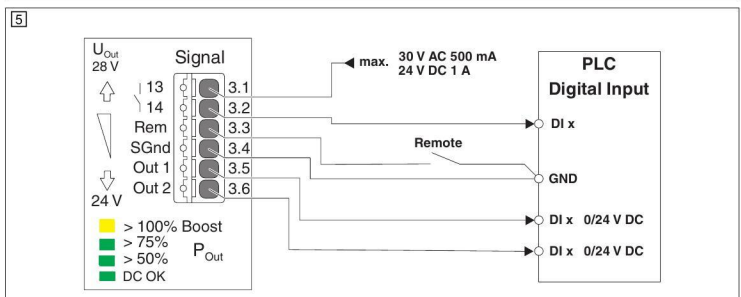 5
U Out
28 V
Signal
13
14
Rem
SGnd
Out 1
Out 2
24 V
3.1
3.2
3.3
3.4
3.5
3.6
> 100% Boost
> 75%
> 50%
DC OK
P Out
max.
30 V AC 500 mA
24 V DC 1 A
Remote
PLC
Digital Input
DI x
GND
DI x 0/24 V DC
DI x 0/24 V DC